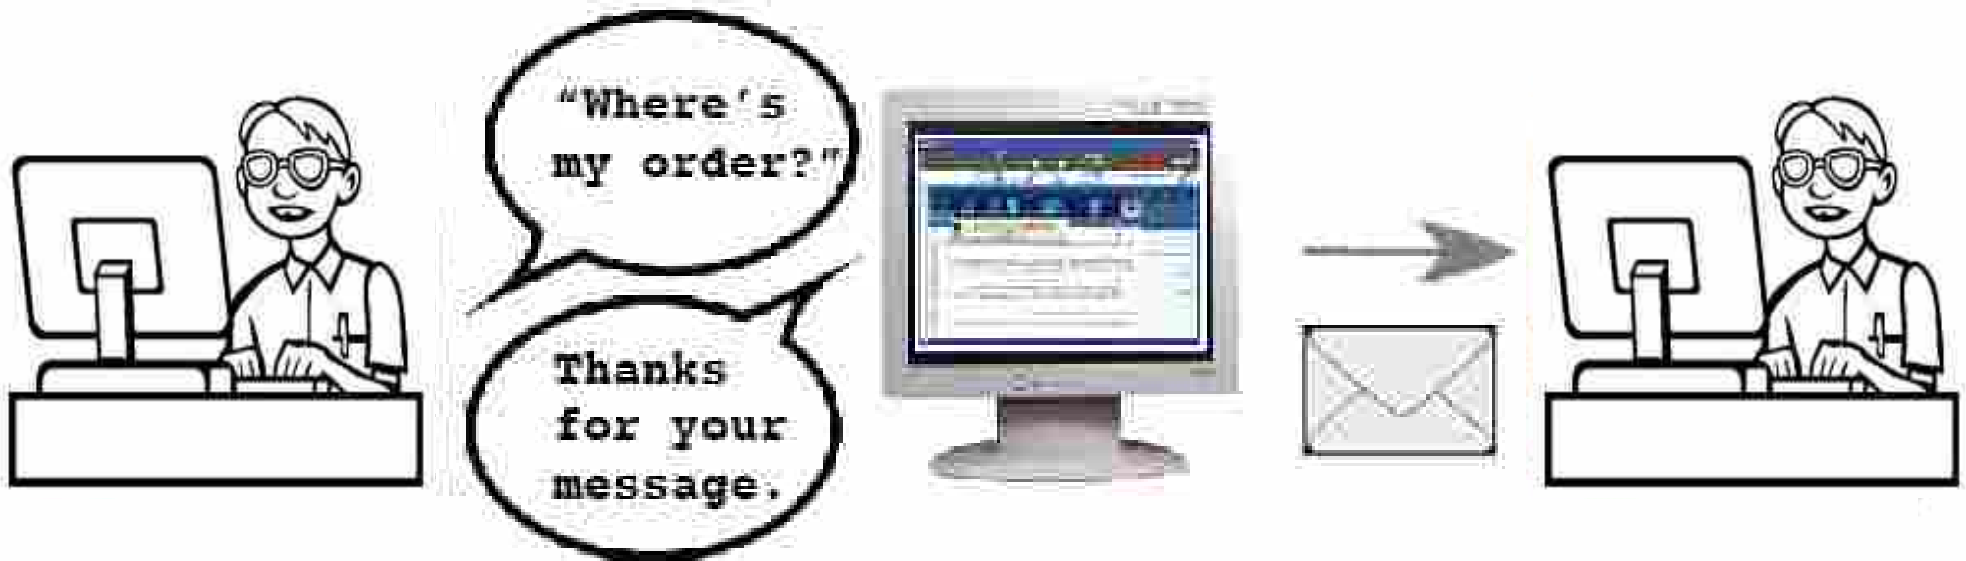 “Where's
my order?”
Thanks
for your
message.